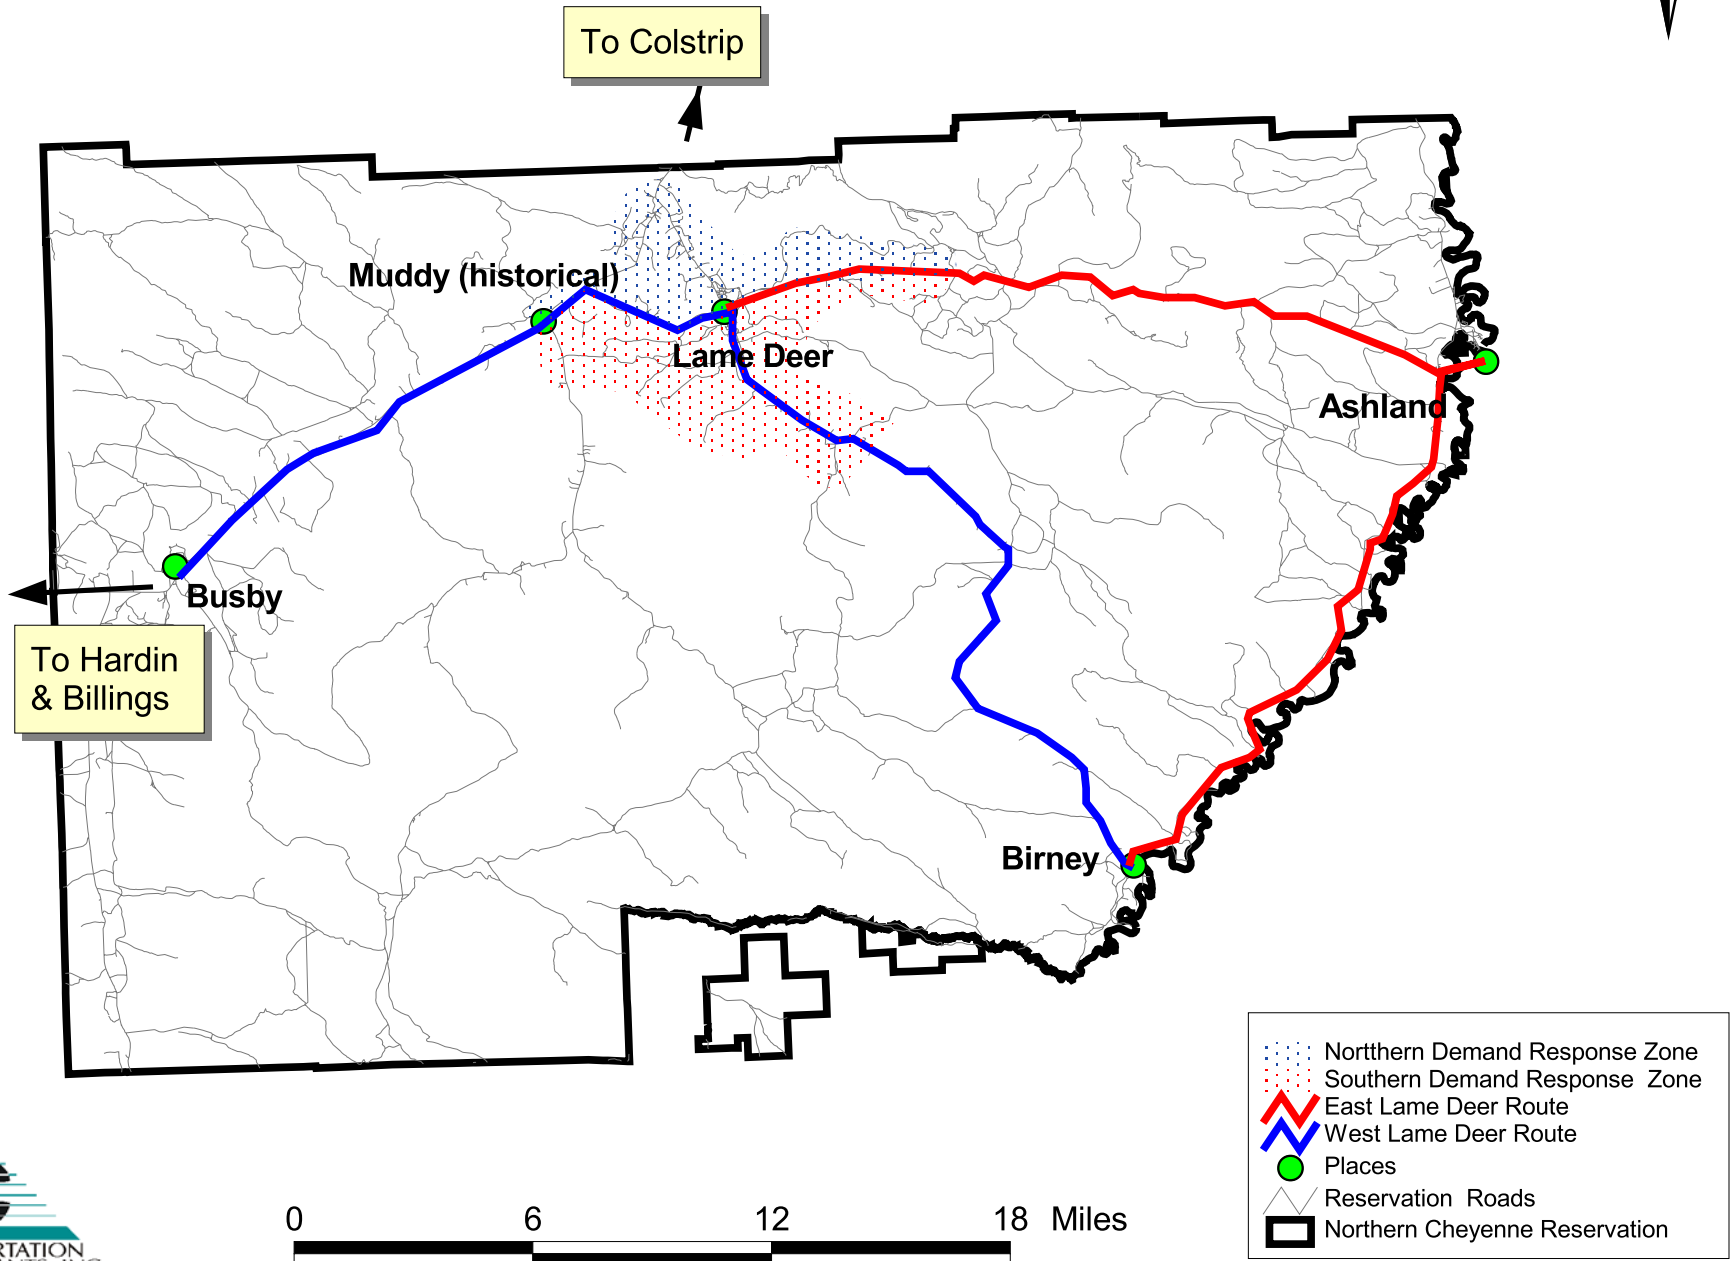 To Colstrip
Muddy (historical)
Lame Deer
Ashland
Busby
To Hardin
& Billings
Birney
Nortthern Demand Response Zone
Southern Demand Response Zone
East Lame Deer Route
West Lame Deer Route
Places
Reservation Roads
Northern Cheyenne Reservation
0 6 12 18 Miles